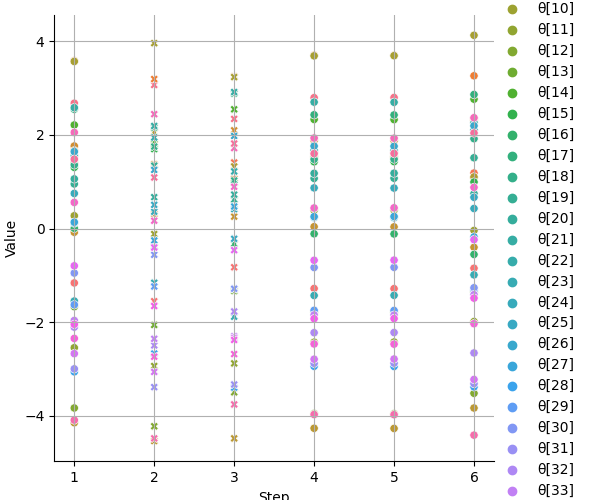 4
2
0
−2
−4
Value
1
2
3
4
5
6
Step
θ[10]
θ[11]
θ[12]
θ[13]
θ[14]
θ[15]
θ[16]
θ[17]
θ[18]
θ[19]
θ[20]
θ[21]
θ[22]
θ[23]
θ[24]
θ[25]
θ[26]
θ[27]
θ[28]
θ[29]
θ[30]
θ[31]
θ[32]
θ[33]